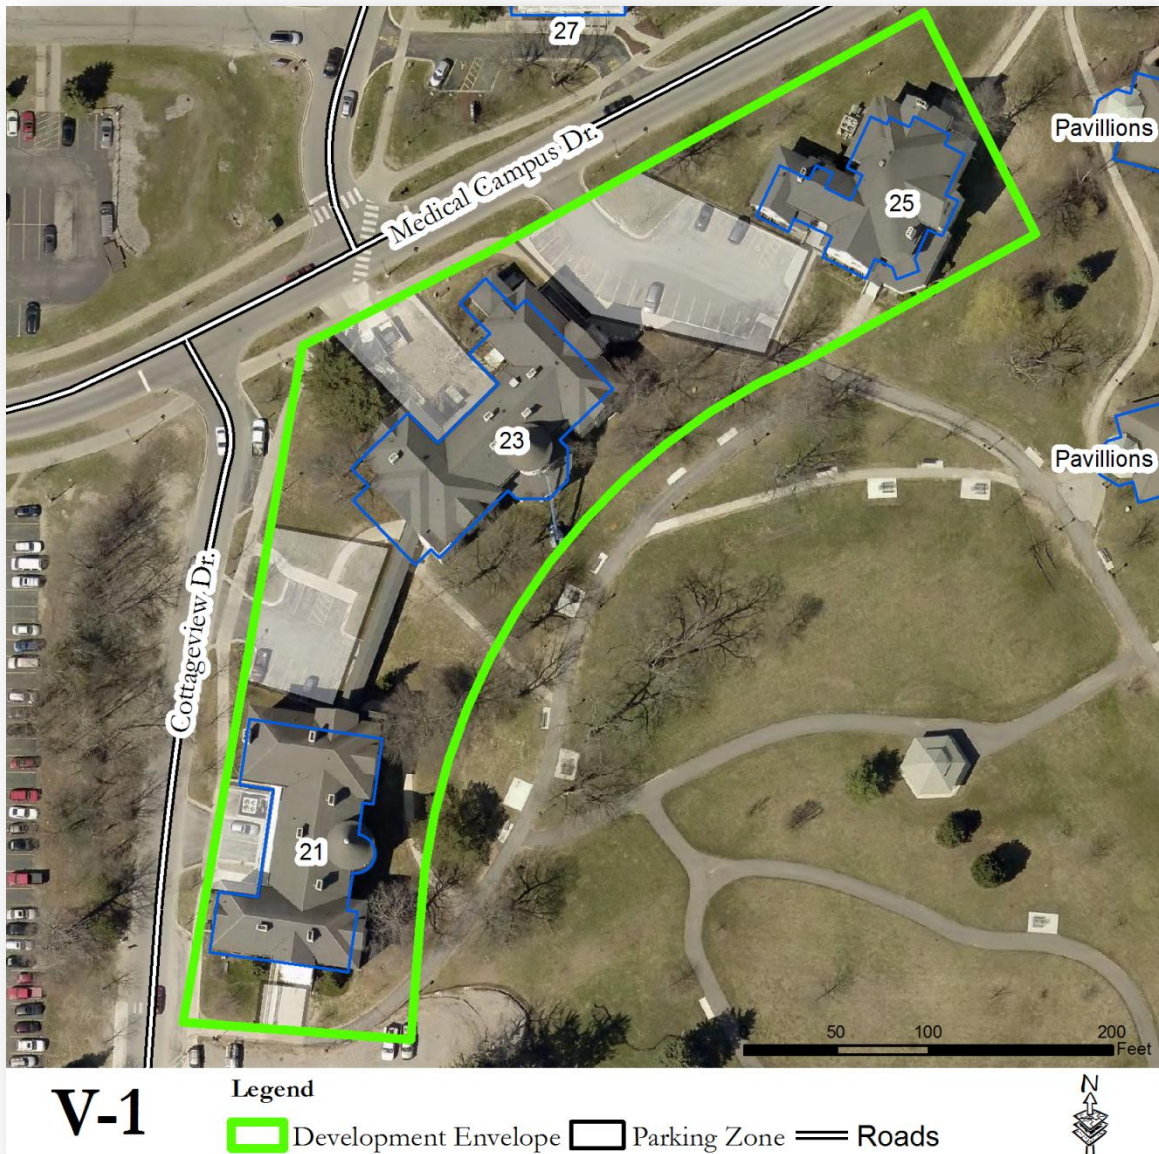 27
Pavillions
Medical Campus Dr.
25
23
Pavillions
Cottageview Dr.
21
0 50 100 200
Feet
V-1
Legend
Development Envelope Parking Zone Roads
N